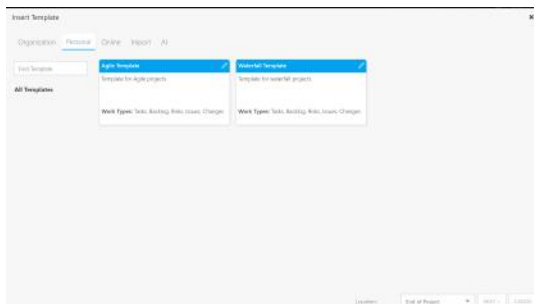 Insert Template
Organization Personal Online Import AI
Find Template
All Templates
Agile Template
Template for Agile projects
Work Types: Tasks, Backlog, Risks, Issues, Changes
Waterfall Template
Template for waterfall projects
Work Types: Tasks, Backlog, Risks, Issues, Changes
Location: End of Project NEXT > CANCEL